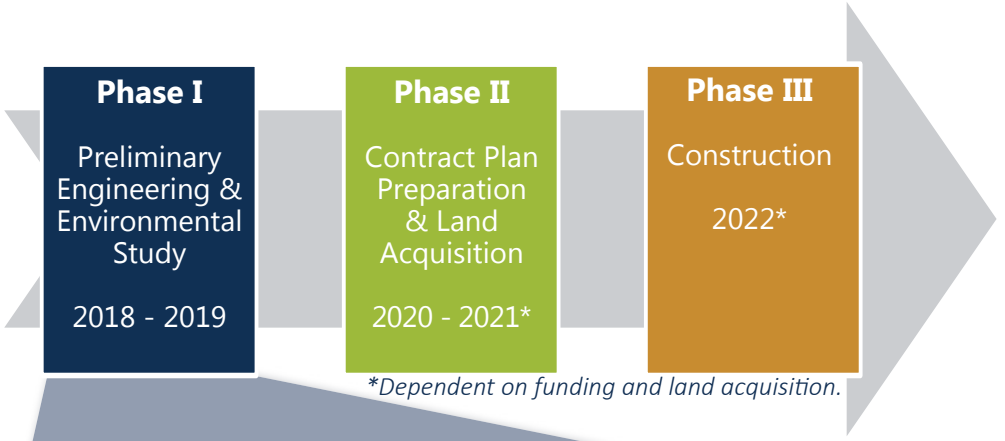 Phase I
Preliminary
Engineering &
Environmental
Study
2018 - 2019
Phase II
Contract Plan
Preparation
& Land
Acquisition
2020 - 2021*
Phase III
Construction
2022*
*Dependent on funding and land acquisition.